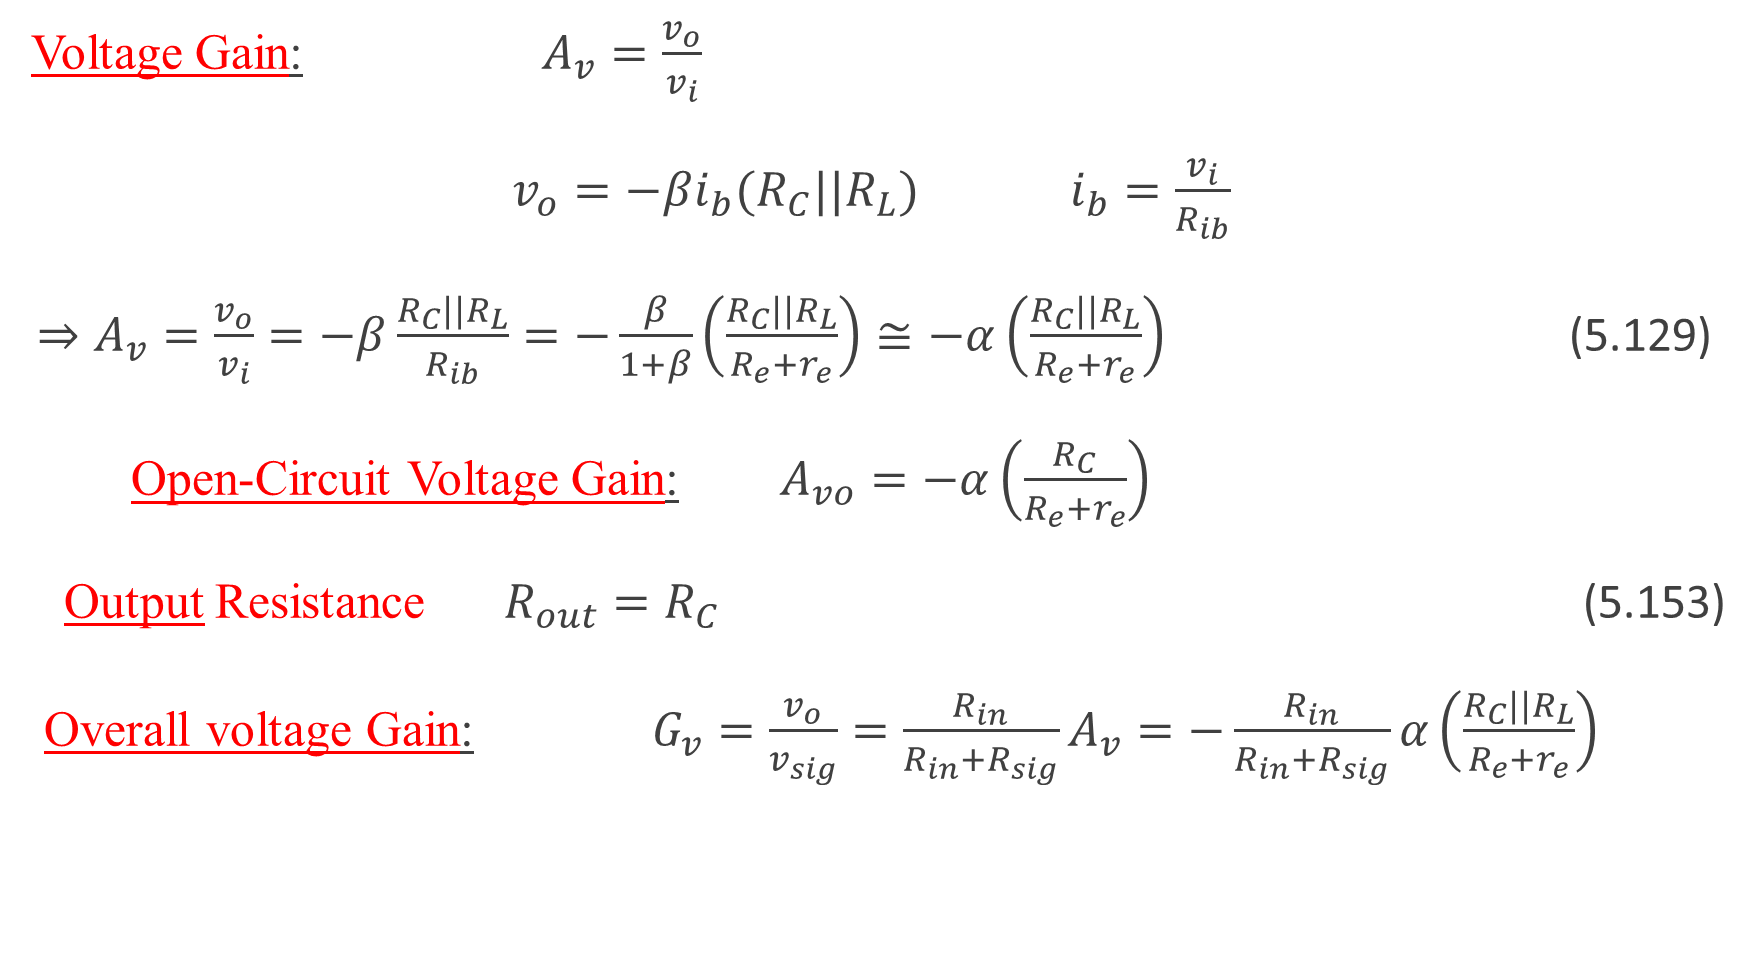 Voltage Gain: A_v = v_o/v_i
v_o = −βi_b(R_C||R_L) i_b = v_i/R_ib
⇒ A_v = v_o/v_i = −β R_C||R_L/R_ib = − β/1+β (R_C||R_L/R_e+r_e) ≅ −α (R_C||R_L/R_e+r_e) (5.129)
Open-Circuit Voltage Gain: A_vo = −α (R_C/R_e+r_e)
Output Resistance R_out = R_C (5.153)
Overall voltage Gain: G_v = v_o/v_sig = R_in/R_in+R_sig A_v = − R_in/R_in+R_sig α (R_C||R_L/R_e+r_e)